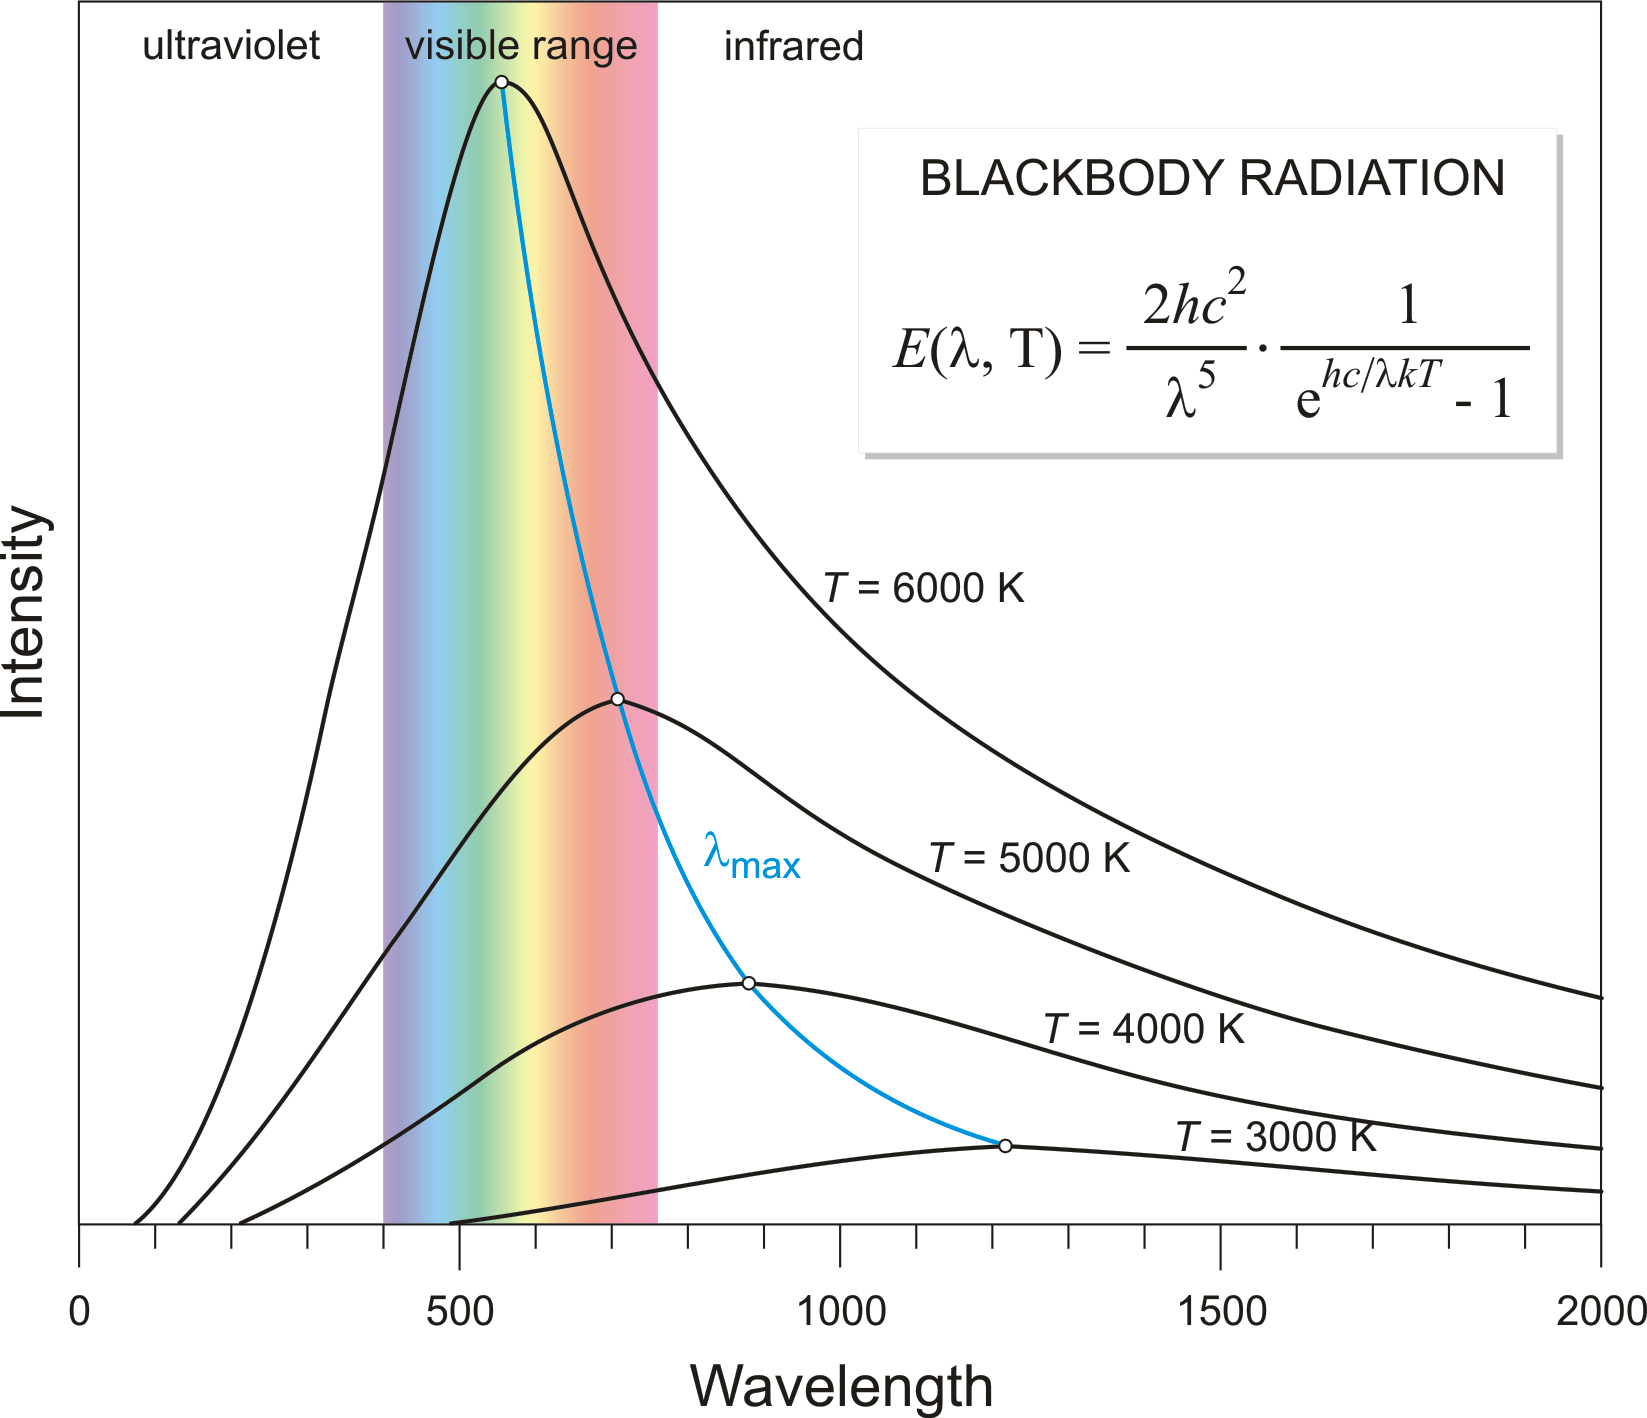 ultraviolet visible range infrared
BLACKBODY RADIATION
E(λ, T) = 2hc² / λ⁵ · 1 / e^(hc/λkT) - 1
Intensity
T = 6000 K
λmax
T = 5000 K
T = 4000 K
T = 3000 K
0 500 1000 1500 2000
Wavelength